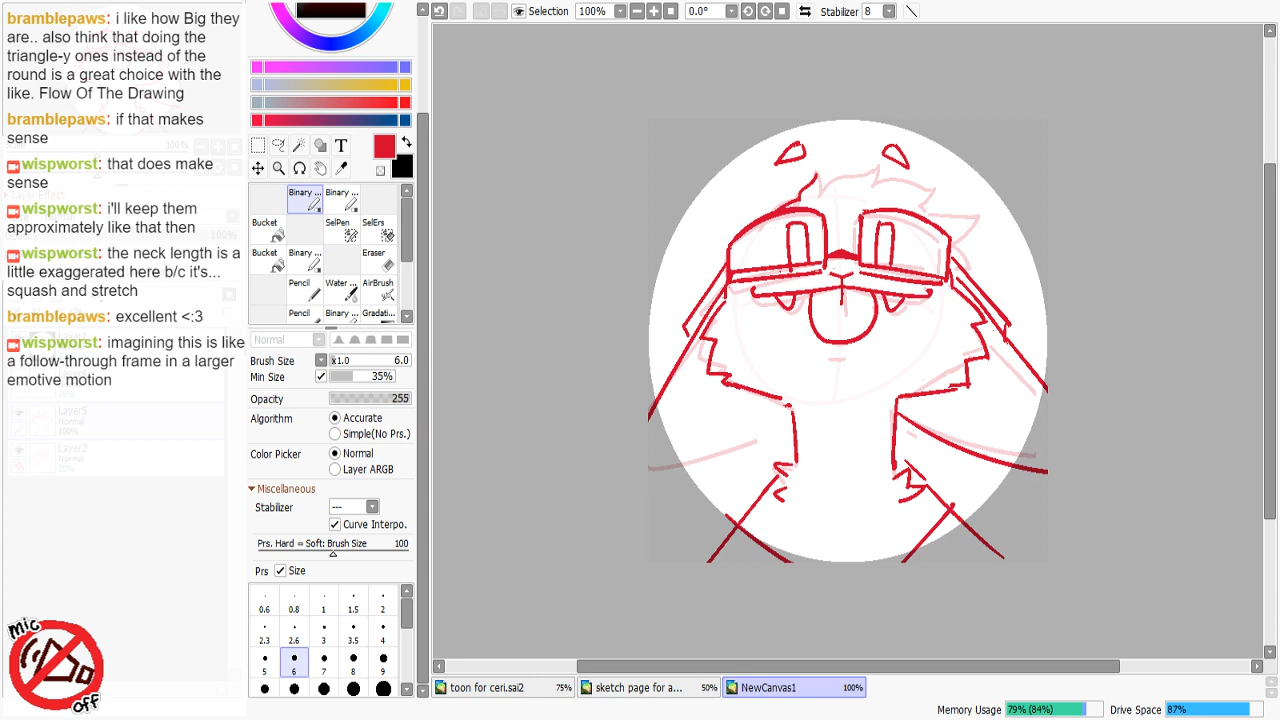 bramblepaws: i like how Big they
are.. also think that doing the
triangle-y ones instead of the
round is a great choice with the
like. Flow Of The Drawing
bramblepaws: if that makes
sense
wispworst: that does make
sense
wispworst: i'll keep them
approximately like that then
wispworst: the neck length is a
little exaggerated here b/c it's...
squash and stretch
bramblepaws: excellent <:3
wispworst: imagining this is like
a follow-through frame in a larger
emotive motion
Layer5
Normal
100%
Layer2
Normal
20%
mic
OFF
Selection 100% 0.0° Stabilizer 8
T
Binary ... Binary ...
Bucket SelPen SelErs
Bucket Binary ... Eraser
Pencil Water ... AirBrush
Pencil Binary ... Gradati...
Normal
Brush Size x1.0 6.0
Min Size 35%
Opacity 255
Algorithm Accurate
Simple(No Prs.)
Color Picker Normal
Layer ARGB
Miscellaneous
Stabilizer ---
Curve Interpo.
Prs. Hard ⇔ Soft: Brush Size 100
Prs Size
0.6 0.8 1 1.5 2
2.3 2.6 3 3.5 4
5 6 7 8 9
toon for ceri.sai2 75% sketch page for a... 50% NewCanvas1 100%
Memory Usage 79% (84%) Drive Space 87%